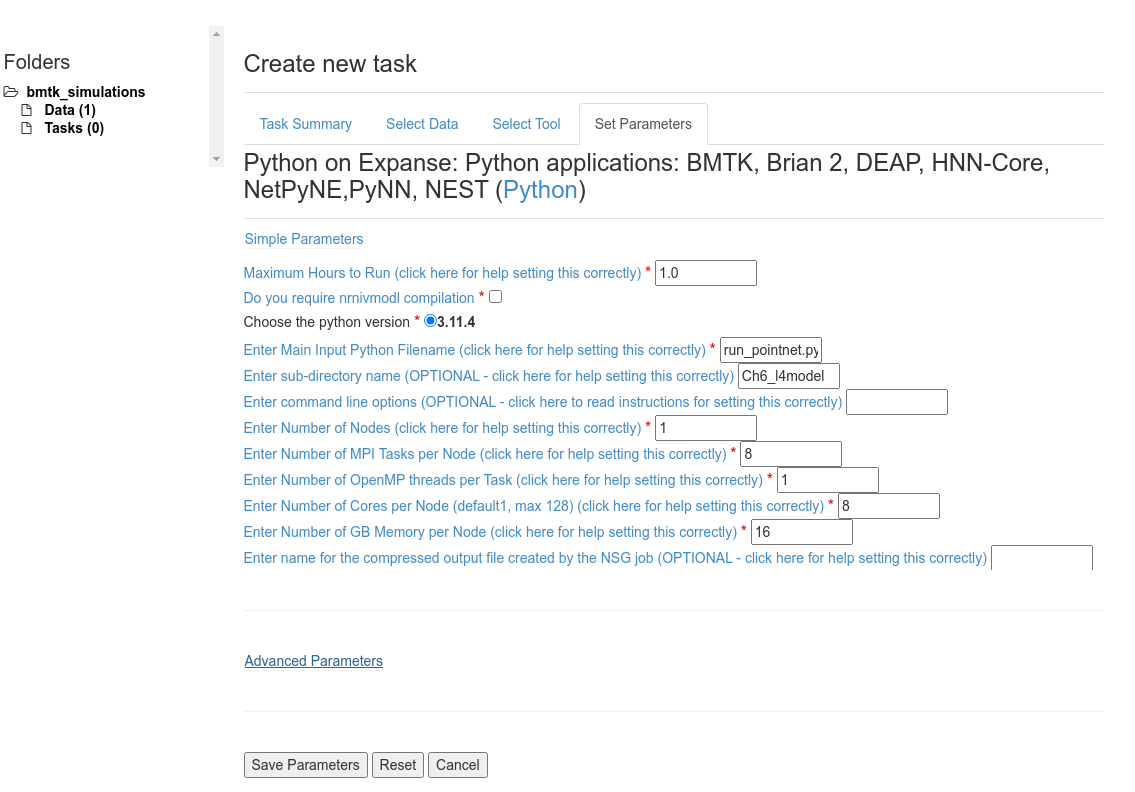 Folders
bmtk_simulations
Data (1)
Tasks (0)
Create new task
Task Summary Select Data Select Tool Set Parameters
Python on Expanse: Python applications: BMTK, Brian 2, DEAP, HNN-Core,
NetPyNE,PyNN, NEST (Python)
Simple Parameters
Maximum Hours to Run (click here for help setting this correctly) * 1.0
Do you require nrnivmodl compilation *
Choose the python version * 3.11.4
Enter Main Input Python Filename (click here for help setting this correctly) * run_pointnet.py
Enter sub-directory name (OPTIONAL - click here for help setting this correctly) Ch6_l4model
Enter command line options (OPTIONAL - click here to read instructions for setting this correctly)
Enter Number of Nodes (click here for help setting this correctly) * 1
Enter Number of MPI Tasks per Node (click here for help setting this correctly) * 8
Enter Number of OpenMP threads per Task (click here for help setting this correctly) * 1
Enter Number of Cores per Node (default1, max 128) (click here for help setting this correctly) * 8
Enter Number of GB Memory per Node (click here for help setting this correctly) * 16
Enter name for the compressed output file created by the NSG job (OPTIONAL - click here for help setting this correctly)
Advanced Parameters
Save Parameters Reset Cancel